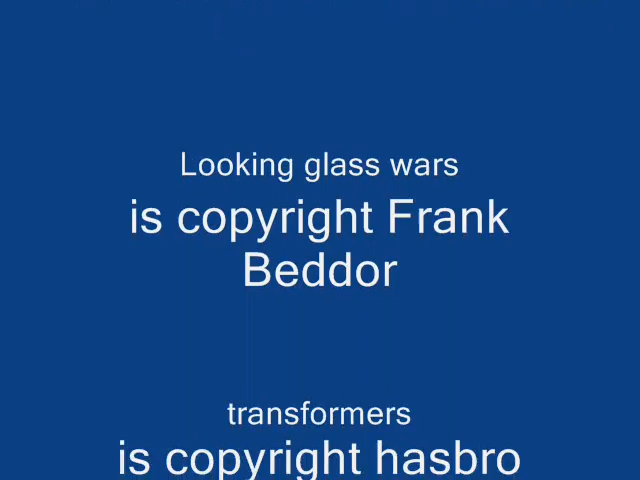 Looking glass wars
is copyright Frank
Beddor
transformers
is copyright hasbro